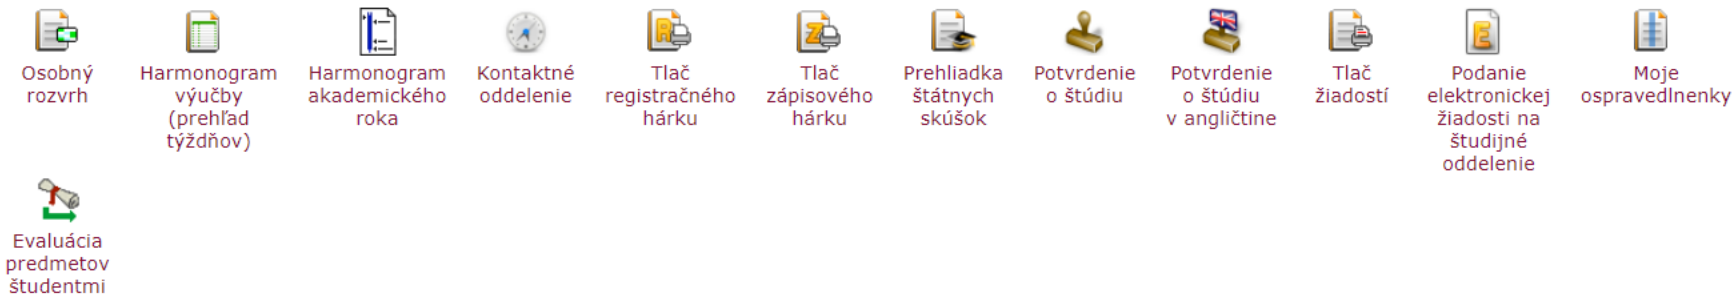 Osobný
rozvrh
Harmonogram
výučby
(prehľad
týždňov)
Harmonogram
akademického
roka
Kontaktné
oddelenie
Tlač
registračného
hárku
Tlač
zápisového
hárku
Prehliadka
štátnych
skúšok
Potvrdenie
o štúdiu
Potvrdenie
o štúdiu
v angličtine
Tlač
žiadostí
Podanie
elektronickej
žiadosti na
študijné
oddelenie
Moje
ospravedlnenky
Evaluácia
predmetov
študentmi